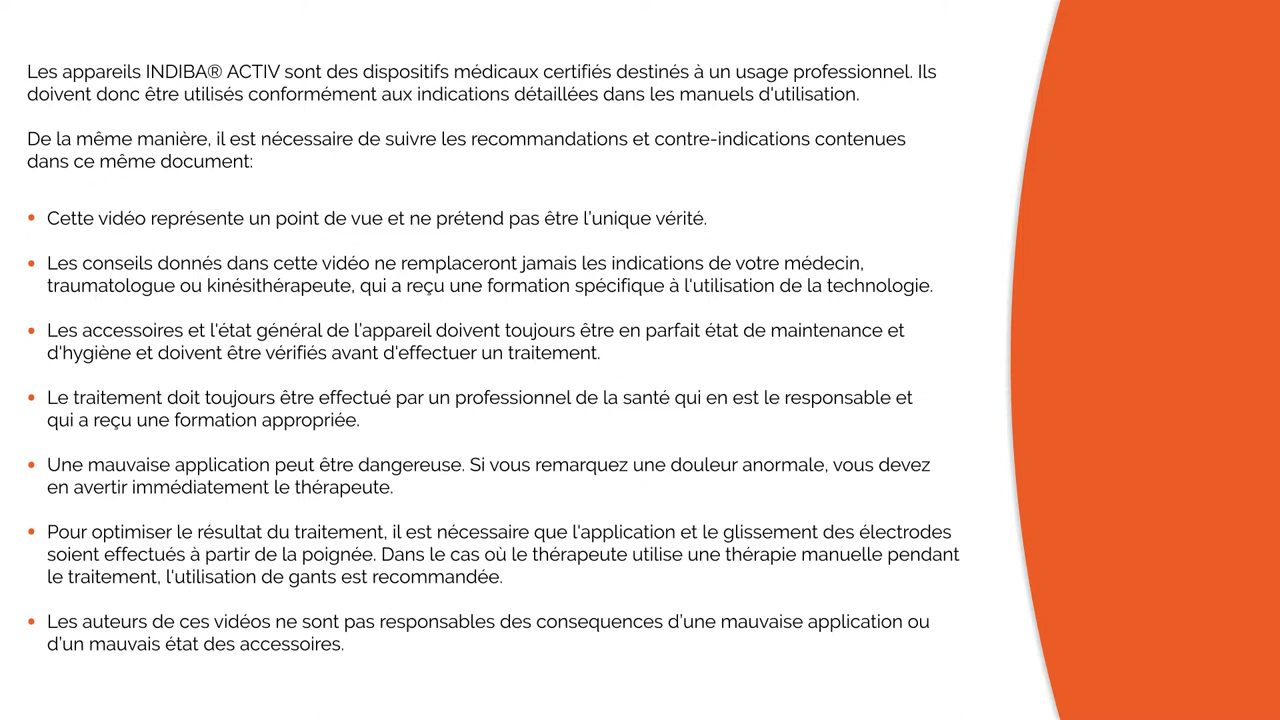 Les appareils INDIBA® ACTIV sont des dispositifs médicaux certifiés destinés à un usage professionnel. Ils
doivent donc être utilisés conformément aux indications détaillées dans les manuels d'utilisation.
De la même manière, il est nécessaire de suivre les recommandations et contre-indications contenues
dans ce même document:
• Cette vidéo représente un point de vue et ne prétend pas être l'unique vérité.
• Les conseils donnés dans cette vidéo ne remplaceront jamais les indications de votre médecin,
traumatologue ou kinésithérapeute, qui a reçu une formation spécifique à l'utilisation de la technologie.
• Les accessoires et l'état général de l'appareil doivent toujours être en parfait état de maintenance et
d'hygiène et doivent être vérifiés avant d'effectuer un traitement.
• Le traitement doit toujours être effectué par un professionnel de la santé qui en est le responsable et
qui a reçu une formation appropriée.
• Une mauvaise application peut être dangereuse. Si vous remarquez une douleur anormale, vous devez
en avertir immédiatement le thérapeute.
• Pour optimiser le résultat du traitement, il est nécessaire que l'application et le glissement des électrodes
soient effectués à partir de la poignée. Dans le cas où le thérapeute utilise une thérapie manuelle pendant
le traitement, l'utilisation de gants est recommandée.
• Les auteurs de ces vidéos ne sont pas responsables des consequences d'une mauvaise application ou
d'un mauvais état des accessoires.